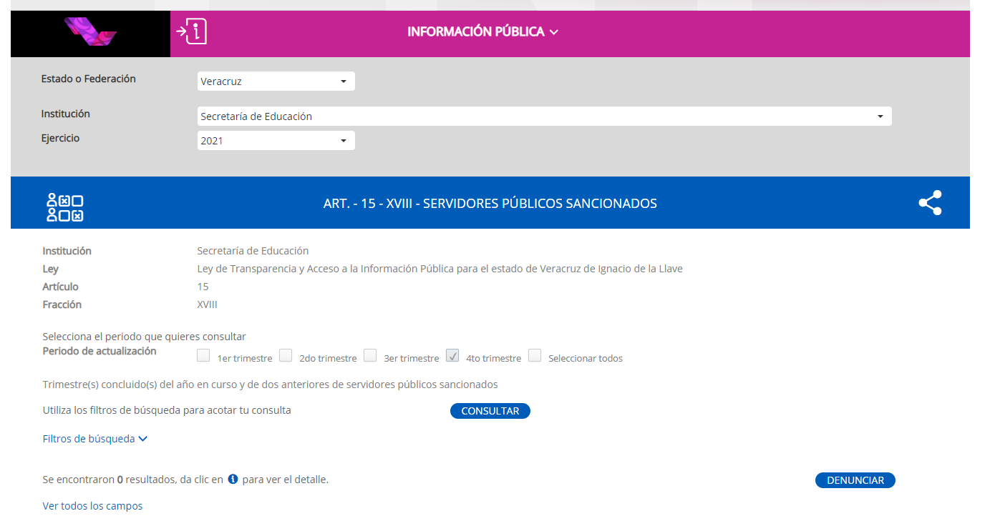 INFORMACIÓN PÚBLICA
Estado o Federación Veracruz
Institución Secretaría de Educación
Ejercicio 2021
ART. - 15 - XVIII - SERVIDORES PÚBLICOS SANCIONADOS
Institución Secretaría de Educación
Ley Ley de Transparencia y Acceso a la Información Pública para el estado de Veracruz de Ignacio de la Llave
Artículo 15
Fracción XVIII
Selecciona el periodo que quieres consultar
Periodo de actualización 1er trimestre 2do trimestre 3er trimestre 4to trimestre Seleccionar todos
Trimestre(s) concluido(s) del año en curso y de dos anteriores de servidores públicos sancionados
Utiliza los filtros de búsqueda para acotar tu consulta CONSULTAR
Filtros de búsqueda
Se encontraron 0 resultados, da clic en i para ver el detalle. DENUNCIAR
Ver todos los campos